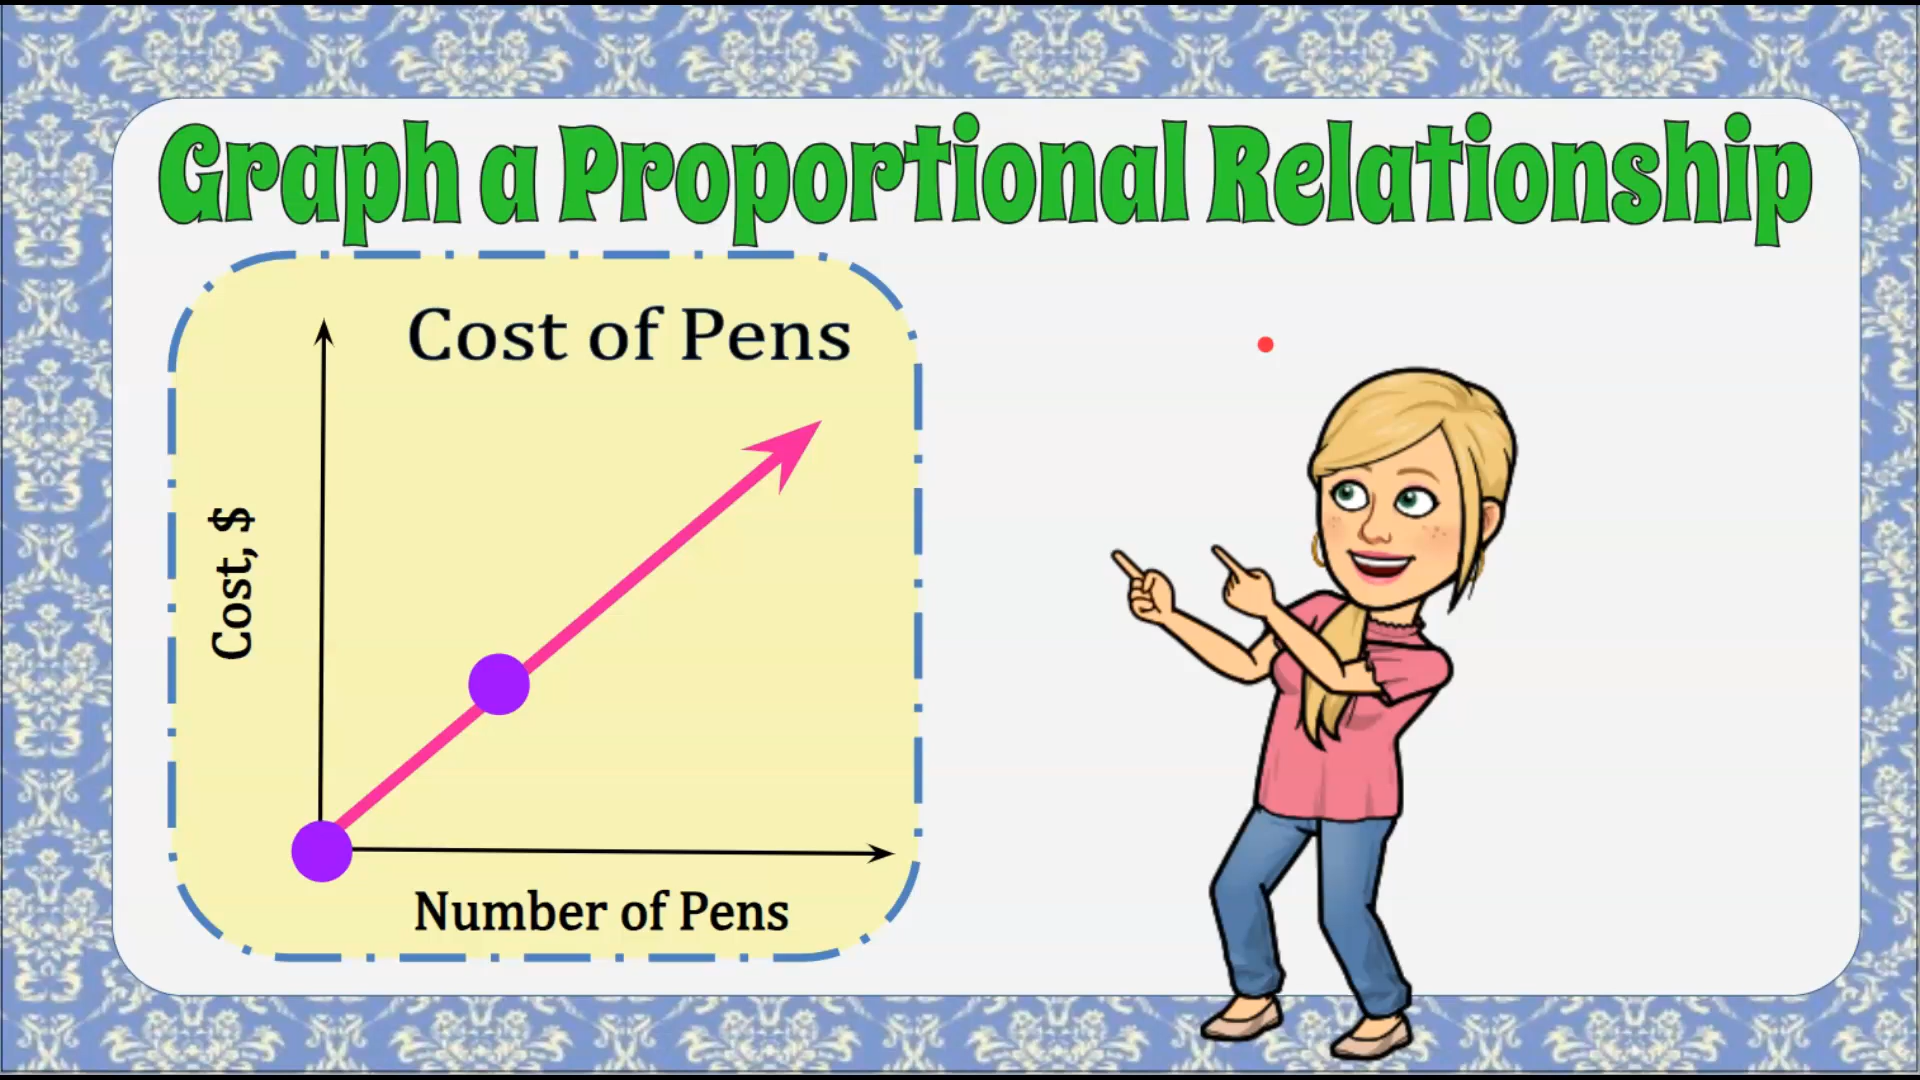 Graph a Proportional Relationship
Cost of Pens
Cost, $
Number of Pens